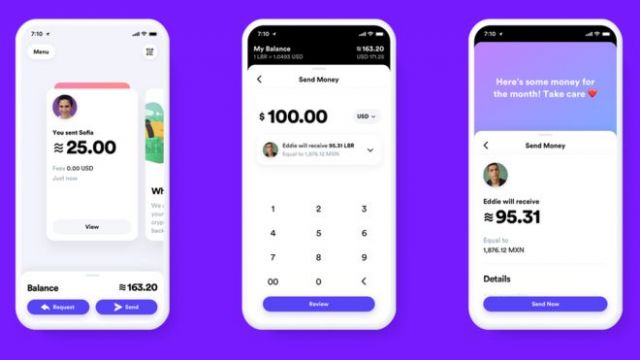 7:10
Menu
You sent Sofia
≋ 25.00
Fees 0.00 USD
Just now
View
Wh
We
your
cryp
back
Balance
≋ 163.20
Request
Send
7:10
My Balance
≋ 163.20
1 LBR = 1.0493 USD
USD 171.25
Send Money
$ 100.00
USD
Eddie will receive 95.31 LBR
Equal to 1,876.12 MXN
1 2 3
4 5 6
7 8 9
00 0
Review
7:10
Here's some money for
the month! Take care ❤️
Send Money
Eddie will receive
≋ 95.31
Equal to
1,876.12 MXN
Details
Send Now